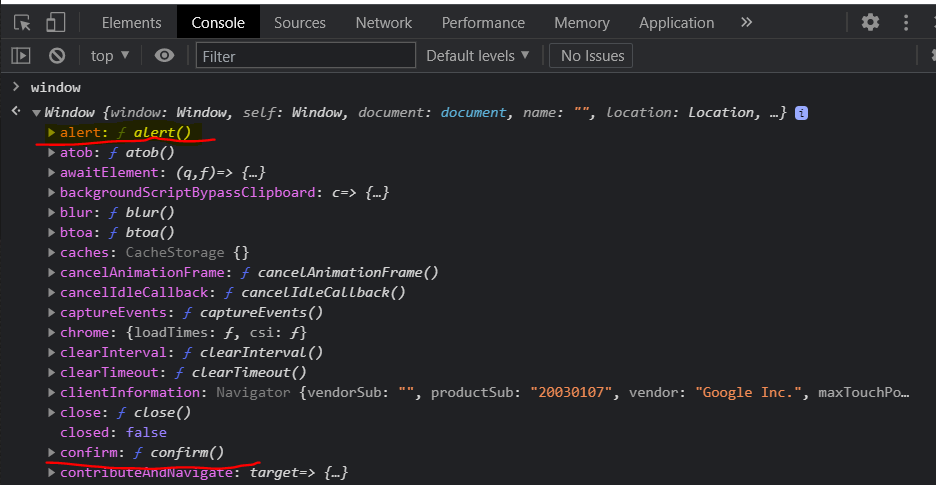 Elements Console Sources Network Performance Memory Application »
top ▼ Filter Default levels ▼ No Issues
> window
Window {window: Window, self: Window, document: document, name: "", location: Location, …} i
alert: ƒ alert()
atob: ƒ atob()
awaitElement: (q,f)=> {…}
backgroundScriptBypassClipboard: c=> {…}
blur: ƒ blur()
btoa: ƒ btoa()
caches: CacheStorage {}
cancelAnimationFrame: ƒ cancelAnimationFrame()
cancelIdleCallback: ƒ cancelIdleCallback()
captureEvents: ƒ captureEvents()
chrome: {loadTimes: ƒ, csi: ƒ}
clearInterval: ƒ clearInterval()
clearTimeout: ƒ clearTimeout()
clientInformation: Navigator {vendorSub: "", productSub: "20030107", vendor: "Google Inc.", maxTouchPo…
close: ƒ close()
closed: false
confirm: ƒ confirm()
contributeAndNavigate: target=> {…}